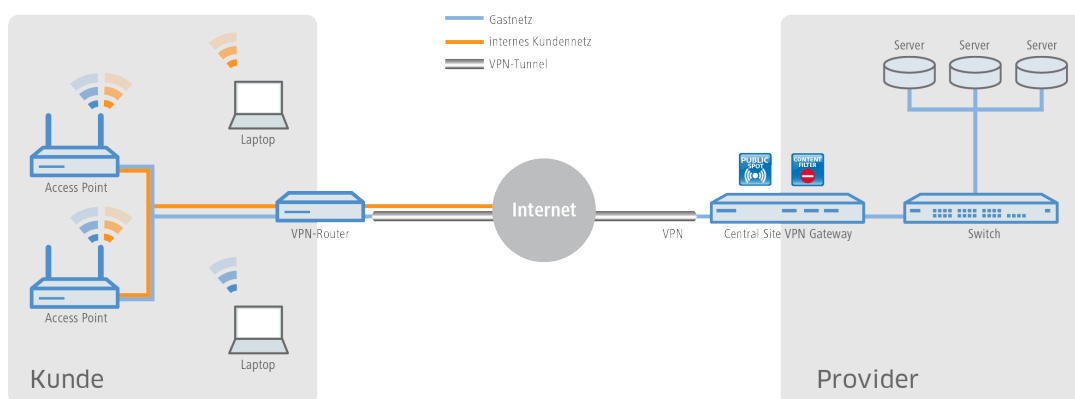 Gastnetz
internes Kundennetz
VPN-Tunnel
Server
Server
Server
Laptop
Access Point
PUBLIC
SPOT
CONTENT
FILTER
Internet
VPN-Router
VPN
Central Site VPN Gateway
Switch
Access Point
Laptop
Kunde
Provider